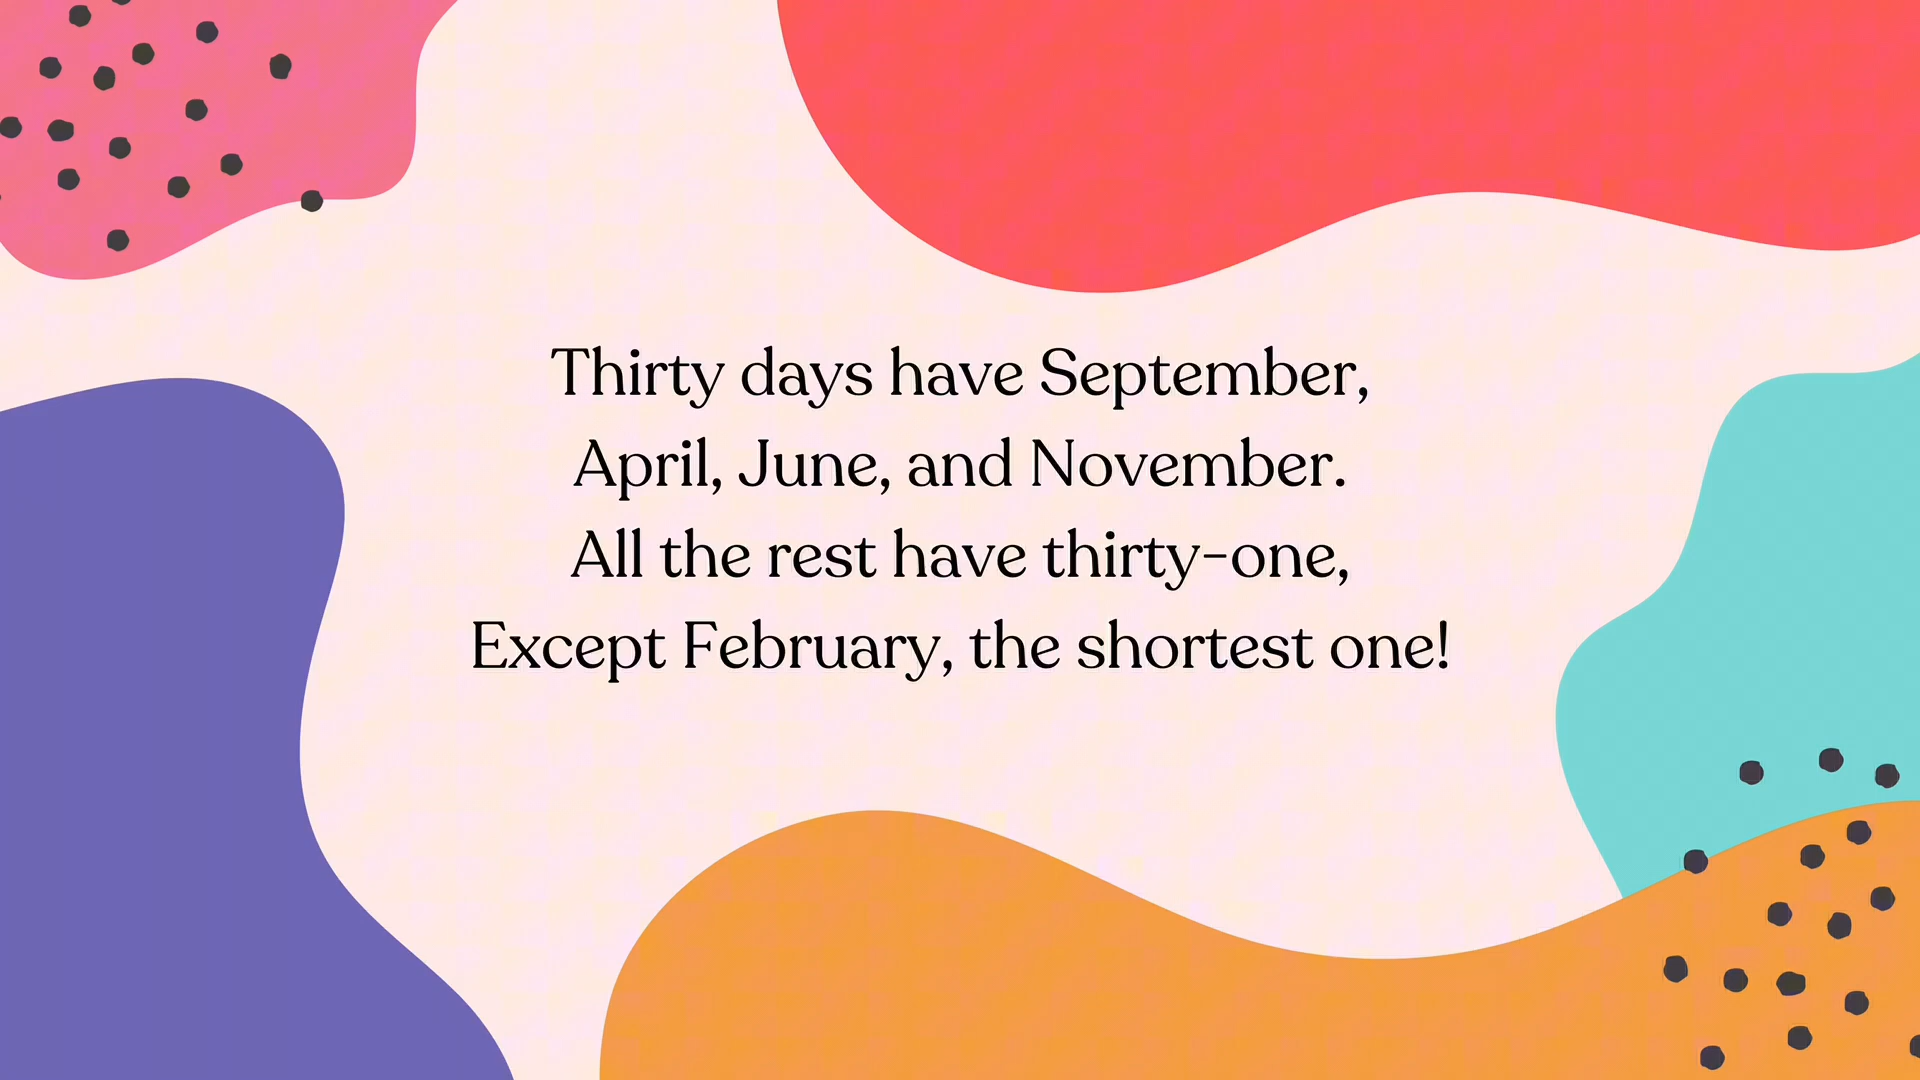 Thirty days have September,
April, June, and November.
All the rest have thirty-one,
Except February, the shortest one!